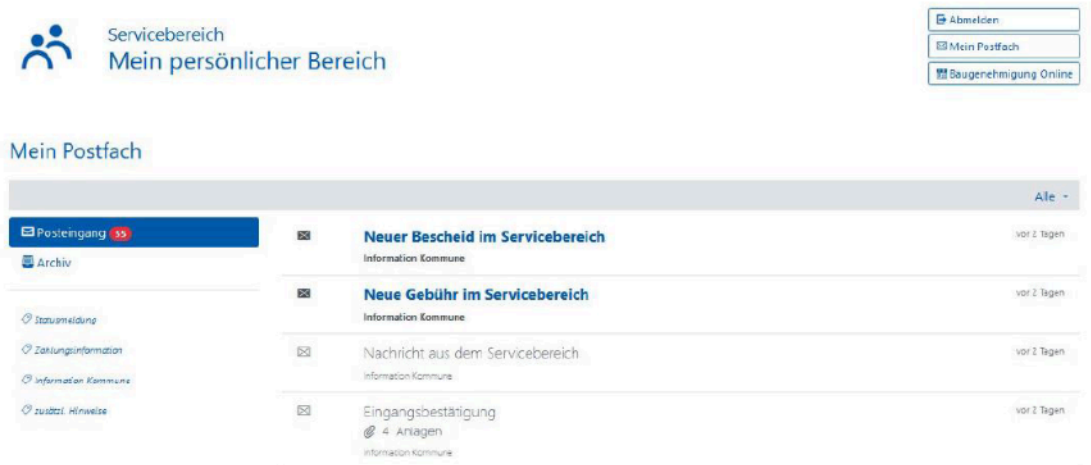 Servicebereich
Mein persönlicher Bereich
Abmelden
Mein Postfach
Baugenehmigung Online
Mein Postfach
Alle
Posteingang 35
Archiv
Statusmeldung
Zahlungsinformation
Information Kommune
zusätzl. Hinweise
Neuer Bescheid im Servicebereich
vor 2 Tagen
Information Kommune
Neue Gebühr im Servicebereich
vor 2 Tagen
Information Kommune
Nachricht aus dem Servicebereich
vor 2 Tagen
Information Kommune
Eingangsbestätigung
vor 2 Tagen
4 Anlagen
Information Kommune